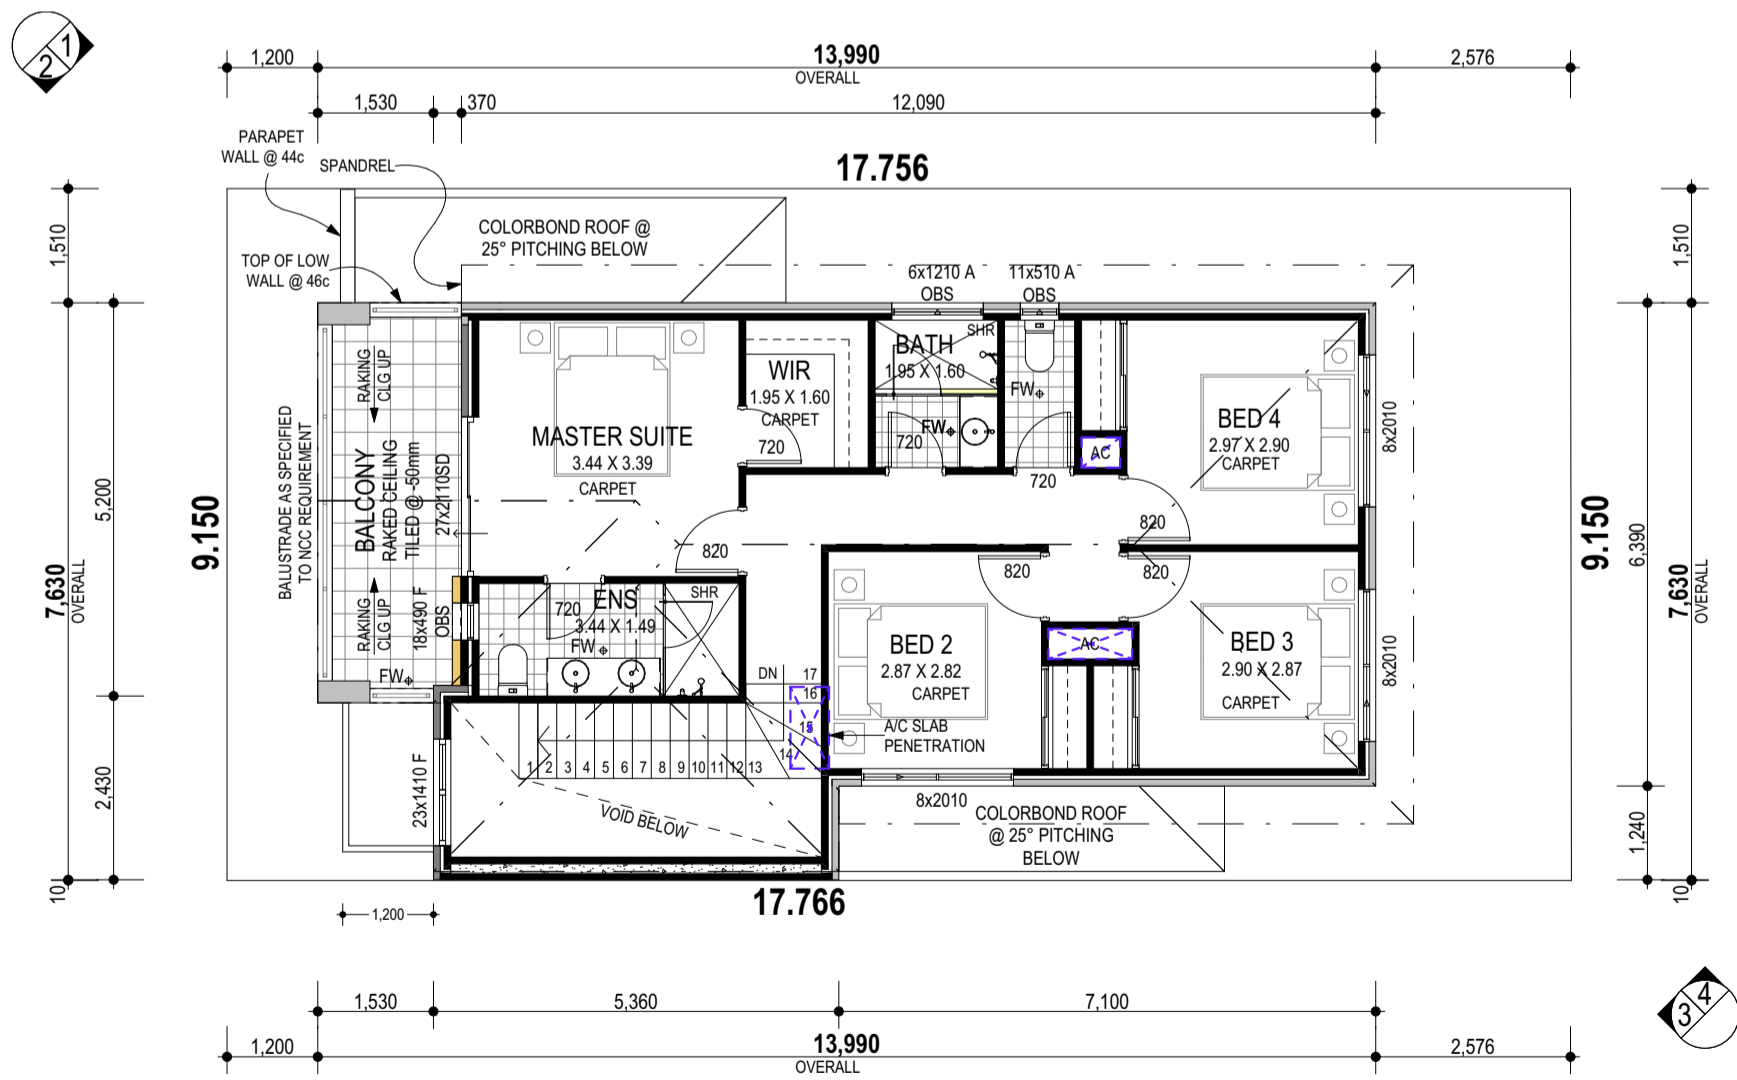 1
2
1,200
13,990
OVERALL
2,576
1,530
370
12,090
PARAPET
WALL @ 44c
SPANDREL
17.756
COLORBOND ROOF @
25° PITCHING BELOW
1,510
1,510
TOP OF LOW
WALL @ 46c
6x1210 A
OBS
11x510 A
OBS
BALUSTRADE AS SPECIFIED
TO NCC REQUIREMENT
RAKING
CLG UP
BALCONY
RAKED CEILING
TILED @ -50mm
27x2110SD
RAKING
CLG UP
18x490 F
OBS
FW
MASTER SUITE
3.44 X 3.39
CARPET
WIR
1.95 X 1.60
CARPET
720
BATH
1.95 X 1.60
SHR
FW
720
FW
720
AC
BED 4
2.97 X 2.90
CARPET
8x2010
820
820
820
820
5,200
9.150
7,630
OVERALL
9.150
6,390
7,630
OVERALL
ENS
3.44 X 1.49
720
FW
SHR
BED 2
2.87 X 2.82
CARPET
AC
BED 3
2.90 X 2.87
CARPET
8x2010
DN
17
16
15
14
A/C SLAB
PENETRATION
1 2 3 4 5 6 7 8 9 10 11 12 13
VOID BELOW
23x1410 F
2,430
8x2010
COLORBOND ROOF
@ 25° PITCHING
BELOW
1,240
10
10
1,200
17.766
1,530
5,360
7,100
1,200
13,990
OVERALL
2,576
4
3